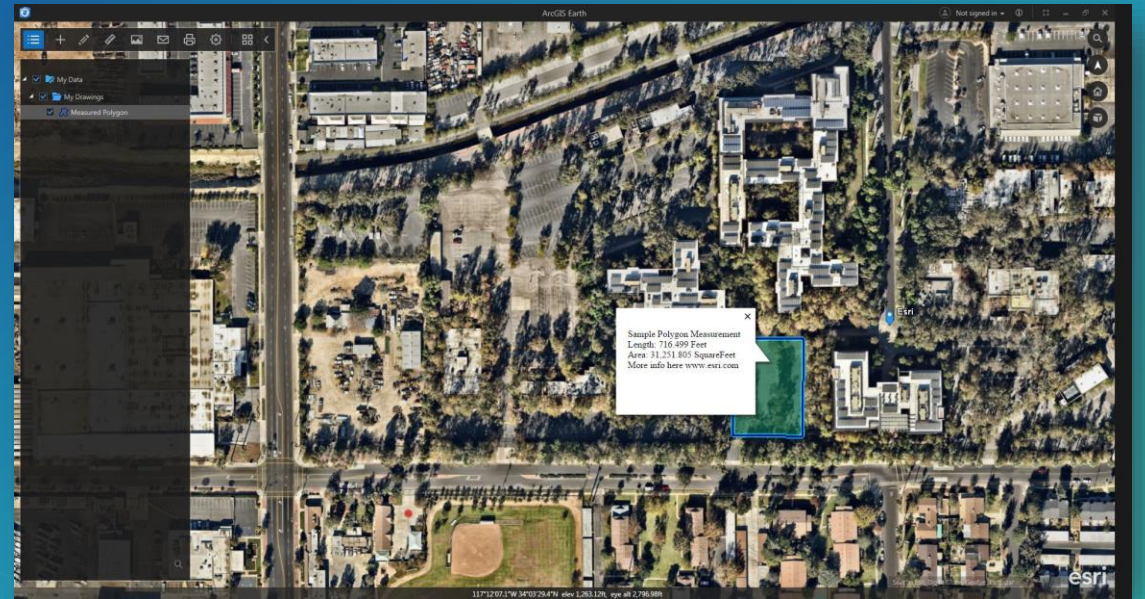 ArcGIS Earth
Not signed in
My Data
My Drawings
Measured Polygon
Sample Polygon Measurement
Length: 716.499 Feet
Area: 31,251.805 SquareFeet
More info here www.esri.com
Esri
esri
117°12'07.1"W 34°03'29.4"N elev 1,263.12ft, eye alt 2,796.98ft